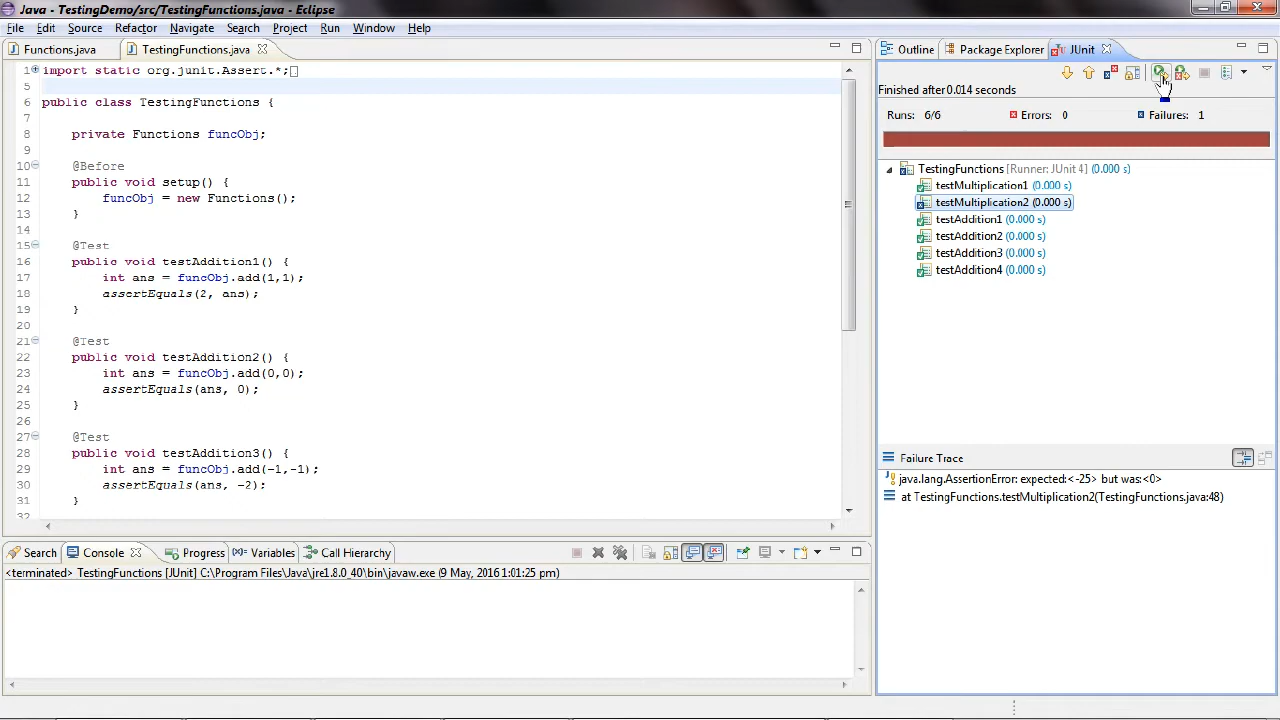 Java - TestingDemo/src/TestingFunctions.java - Eclipse
File Edit Source Refactor Navigate Search Project Run Window Help
Functions.java TestingFunctions.java
1 import static org.junit.Assert.*;
5
6 public class TestingFunctions {
7
8 private Functions funcObj;
9
10 @Before
11 public void setup() {
12 funcObj = new Functions();
13 }
14
15 @Test
16 public void testAddition1() {
17 int ans = funcObj.add(1,1);
18 assertEquals(2, ans);
19 }
20
21 @Test
22 public void testAddition2() {
23 int ans = funcObj.add(0,0);
24 assertEquals(ans, 0);
25 }
26
27 @Test
28 public void testAddition3() {
29 int ans = funcObj.add(-1,-1);
30 assertEquals(ans, -2);
31 }
32
Outline Package Explorer JUnit
Finished after 0.014 seconds
Runs: 6/6 Errors: 0 Failures: 1
TestingFunctions [Runner: JUnit 4] (0.000 s)
testMultiplication1 (0.000 s)
testMultiplication2 (0.000 s)
testAddition1 (0.000 s)
testAddition2 (0.000 s)
testAddition3 (0.000 s)
testAddition4 (0.000 s)
Failure Trace
java.lang.AssertionError: expected:<-25> but was:<0>
at TestingFunctions.testMultiplication2(TestingFunctions.java:48)
Search Console Progress Variables Call Hierarchy
<terminated> TestingFunctions [JUnit] C:\Program Files\Java\jre1.8.0_40\bin\javaw.exe (9 May, 2016 1:01:25 pm)